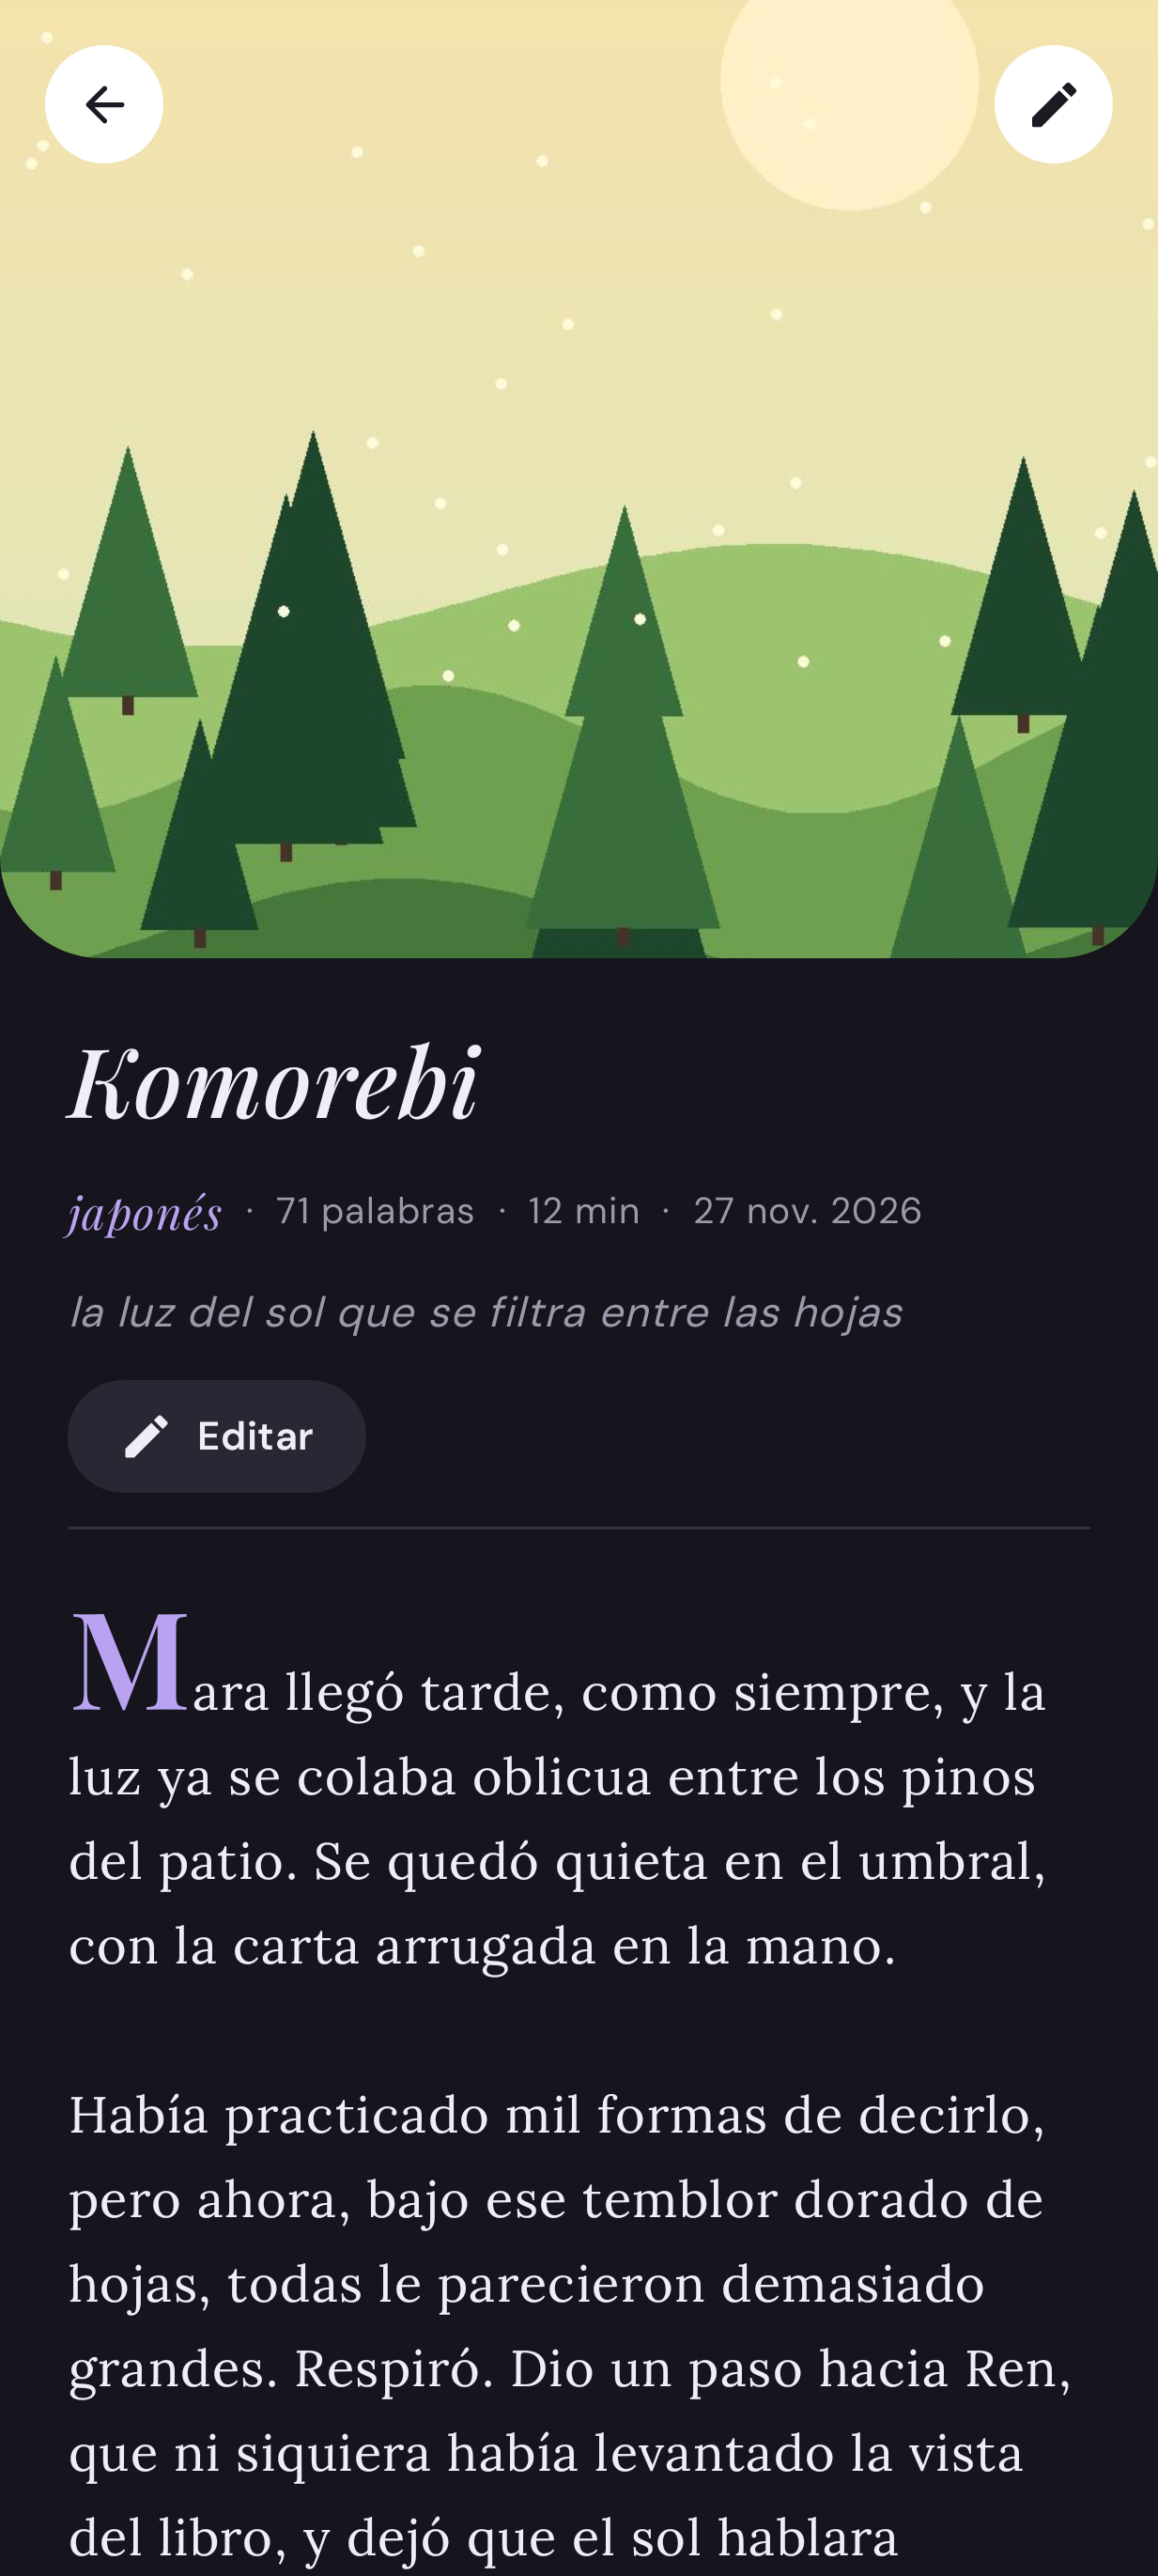 Komorebi
japonés · 71 palabras · 12 min · 27 nov. 2026
la luz del sol que se filtra entre las hojas
Editar
Mara llegó tarde, como siempre, y la
luz ya se colaba oblicua entre los pinos
del patio. Se quedó quieta en el umbral,
con la carta arrugada en la mano.
Había practicado mil formas de decirlo,
pero ahora, bajo ese temblor dorado de
hojas, todas le parecieron demasiado
grandes. Respiró. Dio un paso hacia Ren,
que ni siquiera había levantado la vista
del libro, y dejó que el sol hablara